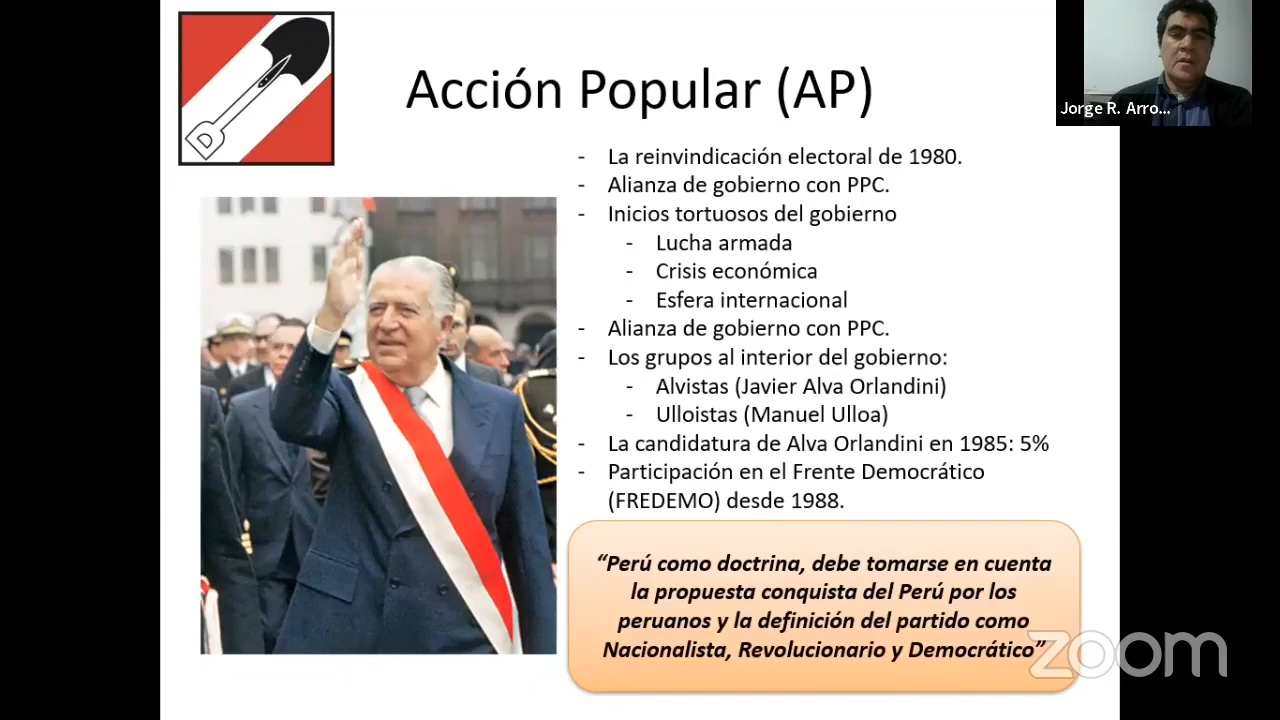 Acción Popular (AP)
Jorge R. Arro...
- La reinvindicación electoral de 1980.
- Alianza de gobierno con PPC.
- Inicios tortuosos del gobierno
- Lucha armada
- Crisis económica
- Esfera internacional
- Alianza de gobierno con PPC.
- Los grupos al interior del gobierno:
- Alvistas (Javier Alva Orlandini)
- Ulloistas (Manuel Ulloa)
- La candidatura de Alva Orlandini en 1985: 5%
- Participación en el Frente Democrático
(FREDEMO) desde 1988.
“Perú como doctrina, debe tomarse en cuenta
la propuesta conquista del Perú por los
peruanos y la definición del partido como
Nacionalista, Revolucionario y Democrático”
zoom